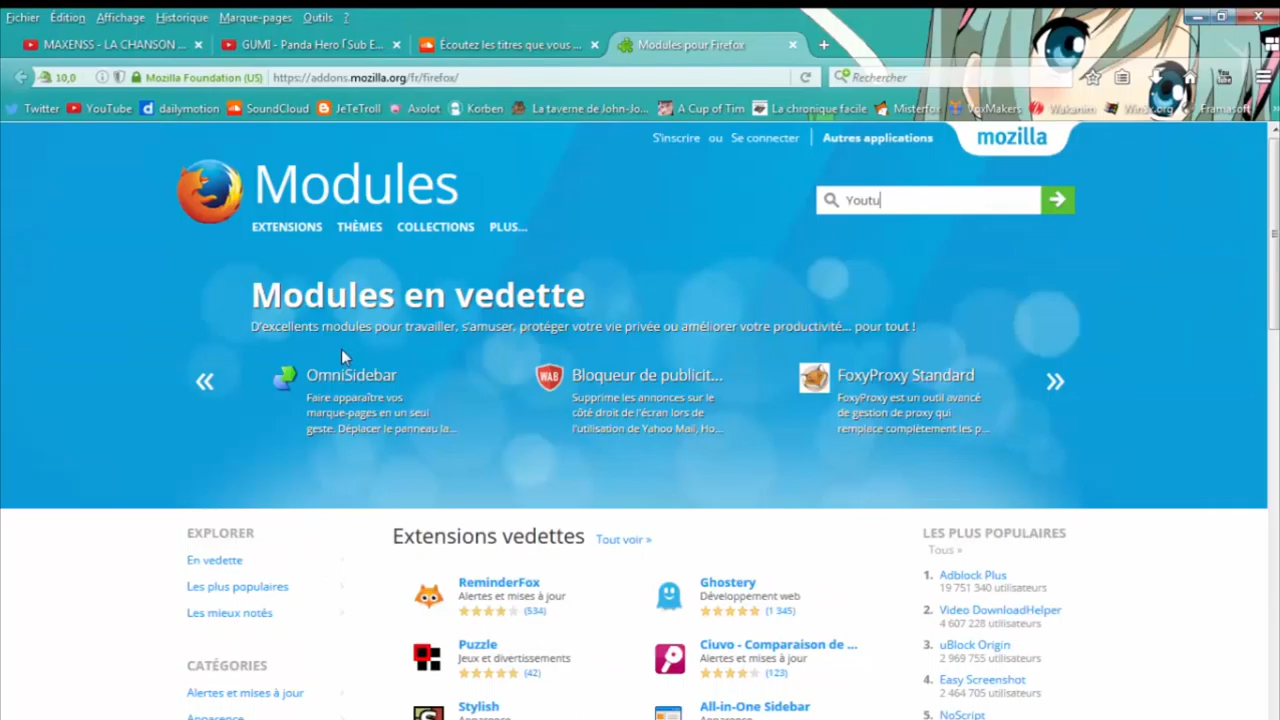 Fichier Édition Affichage Historique Marque-pages Outils ?
MAXENSS - LA CHANSON ... GUMI - Panda Hero「Sub E... Écoutez les titres que vous ... Modules pour Firefox
10,0 Mozilla Foundation (US) https://addons.mozilla.org/fr/firefox/ Rechercher
Twitter YouTube dailymotion SoundCloud JeTeTroll Axolot Korben La taverne de John-Jo... A Cup of Tim La chronique facile Misterfox VoxMakers Wakanim Framasoft
S'inscrire ou Se connecter Autres applications mozilla
Modules
Youtu
EXTENSIONS THÈMES COLLECTIONS PLUS...
Modules en vedette
D'excellents modules pour travailler, s'amuser, protéger votre vie privée ou améliorer votre productivité... pour tout !
OmniSidebar
Faire apparaître vos
marque-pages en un seul
geste. Déplacer le panneau la...
WAB
Bloqueur de publicit...
Supprime les annonces sur le
côté droit de l'écran lors de
l'utilisation de Yahoo Mail, Ho...
FoxyProxy Standard
FoxyProxy est un outil avancé
de gestion de proxy qui
remplace complètement les p...
EXPLORER
En vedette
Les plus populaires
Les mieux notés
CATÉGORIES
Alertes et mises à jour
Apparence
Extensions vedettes Tout voir »
ReminderFox
Alertes et mises à jour
(534)
Ghostery
Développement web
(1 345)
Puzzle
Jeux et divertissements
(42)
Ciuvo - Comparaison de ...
Alertes et mises à jour
(123)
Stylish
Apparence
All-in-One Sidebar
Apparence
LES PLUS POPULAIRES
Tous »
1. Adblock Plus
19 751 340 utilisateurs
2. Video DownloadHelper
4 607 228 utilisateurs
3. uBlock Origin
2 969 755 utilisateurs
4. Easy Screenshot
2 464 705 utilisateurs
5. NoScript